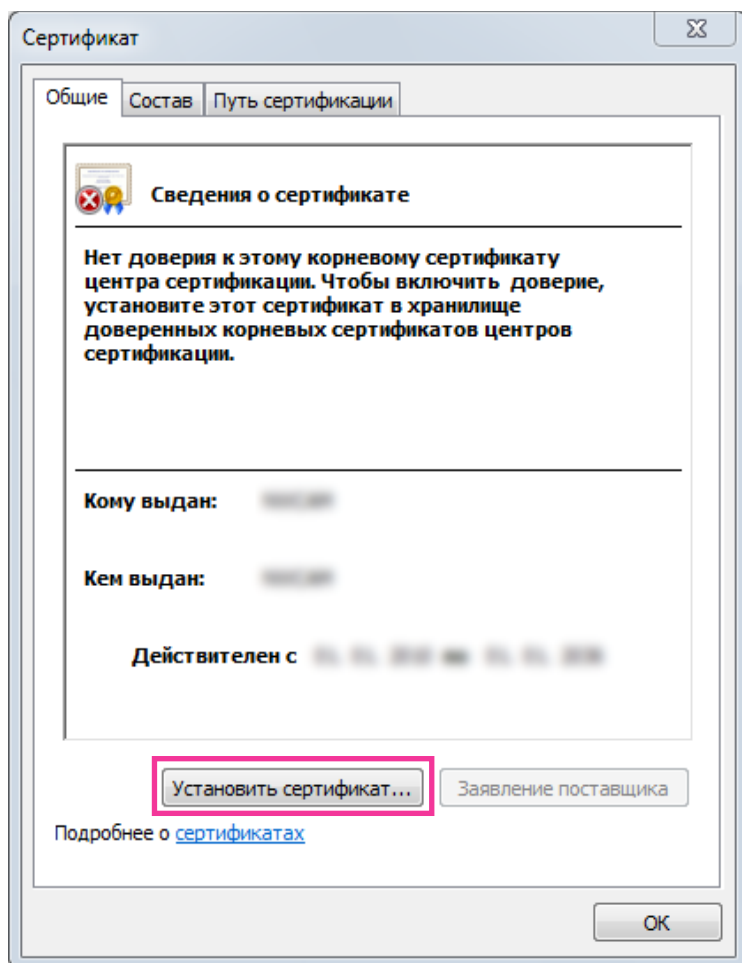 Сертификат
Общие Состав Путь сертификации
Сведения о сертификате
Нет доверия к этому корневому сертификату
центра сертификации. Чтобы включить доверие,
установите этот сертификат в хранилище
доверенных корневых сертификатов центров
сертификации.
Кому выдан:
Кем выдан:
Действителен с
Установить сертификат... Заявление поставщика
Подробнее о сертификатах
ОК